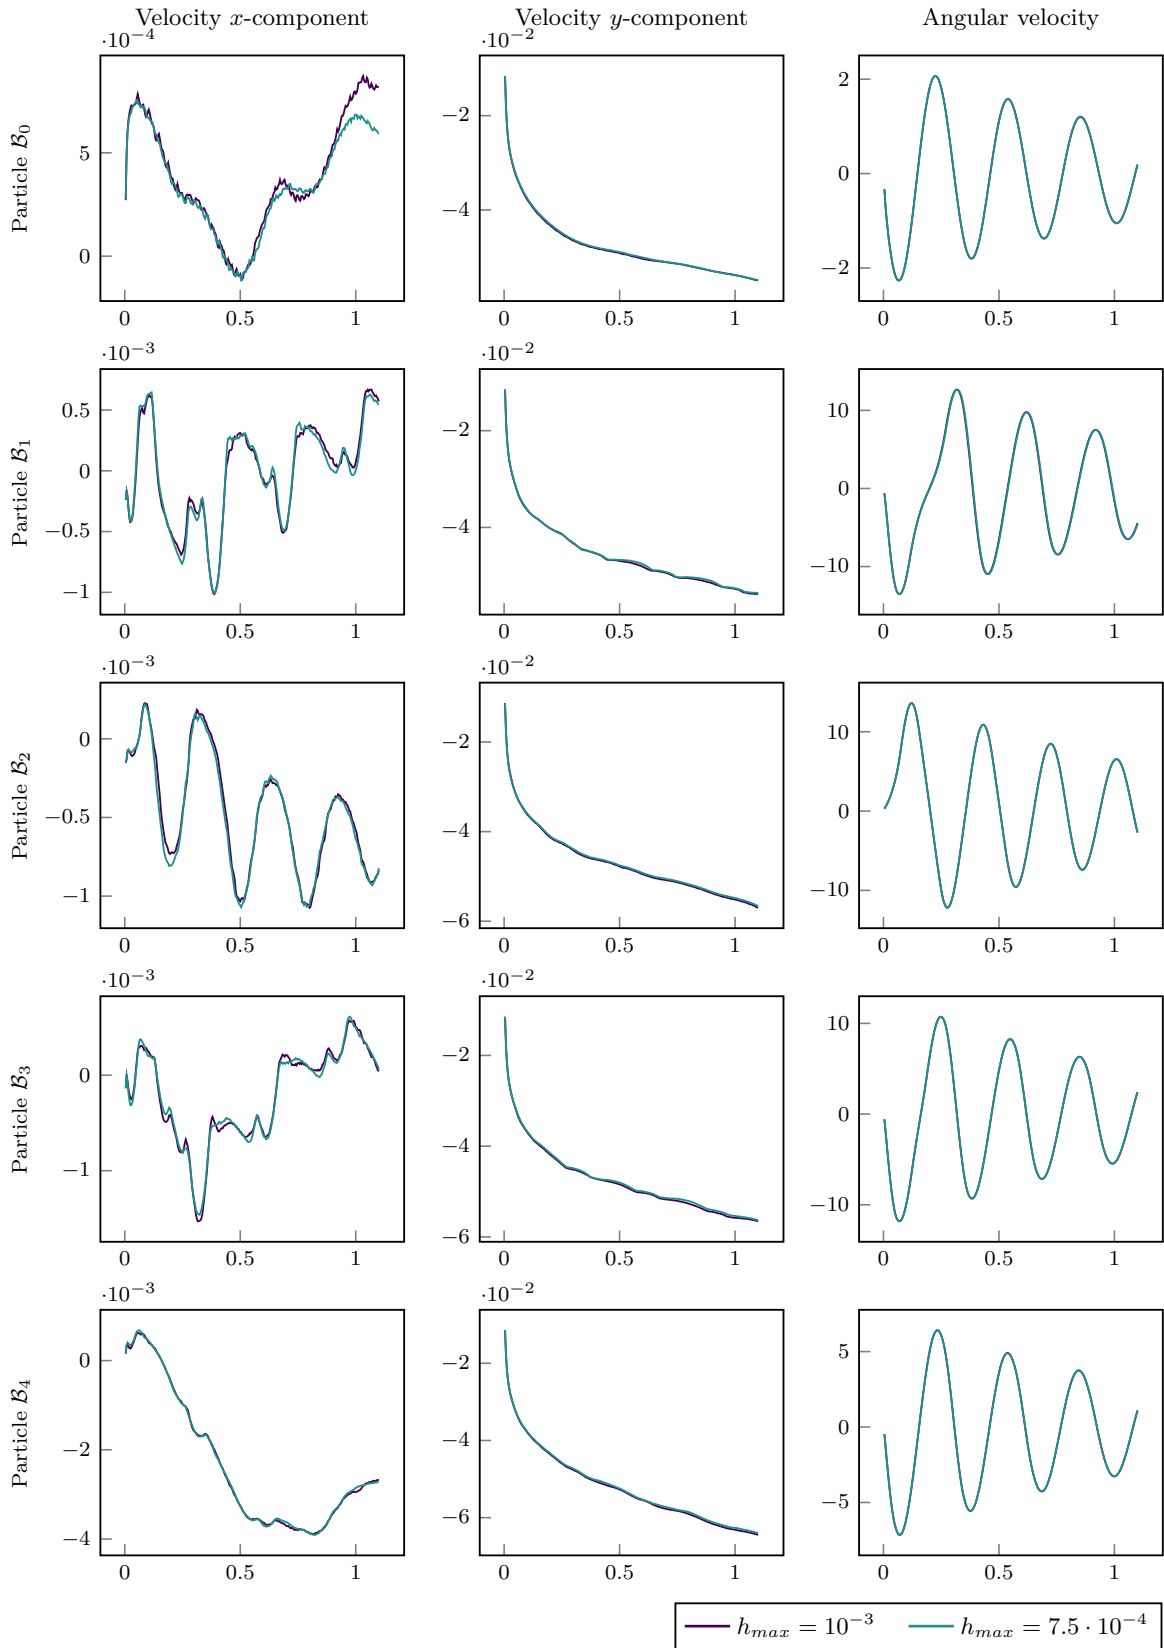 Velocity x-component Velocity y-component Angular velocity
·10⁻⁴ ·10⁻²
Particle ℬ₀
5
0
0 0.5 1
−2
−4
0 0.5 1
2
0
−2
0 0.5 1
·10⁻³ ·10⁻²
Particle ℬ₁
0.5
0
−0.5
−1
0 0.5 1
−2
−4
0 0.5 1
10
0
−10
0 0.5 1
·10⁻³ ·10⁻²
Particle ℬ₂
0
−0.5
−1
0 0.5 1
−2
−4
−6
0 0.5 1
10
0
−10
0 0.5 1
·10⁻³ ·10⁻²
Particle ℬ₃
0
−1
0 0.5 1
−2
−4
−6
0 0.5 1
10
0
−10
0 0.5 1
·10⁻³ ·10⁻²
Particle ℬ₄
0
−2
−4
0 0.5 1
−2
−4
−6
0 0.5 1
5
0
−5
0 0.5 1
h_max = 10⁻³ h_max = 7.5 · 10⁻⁴